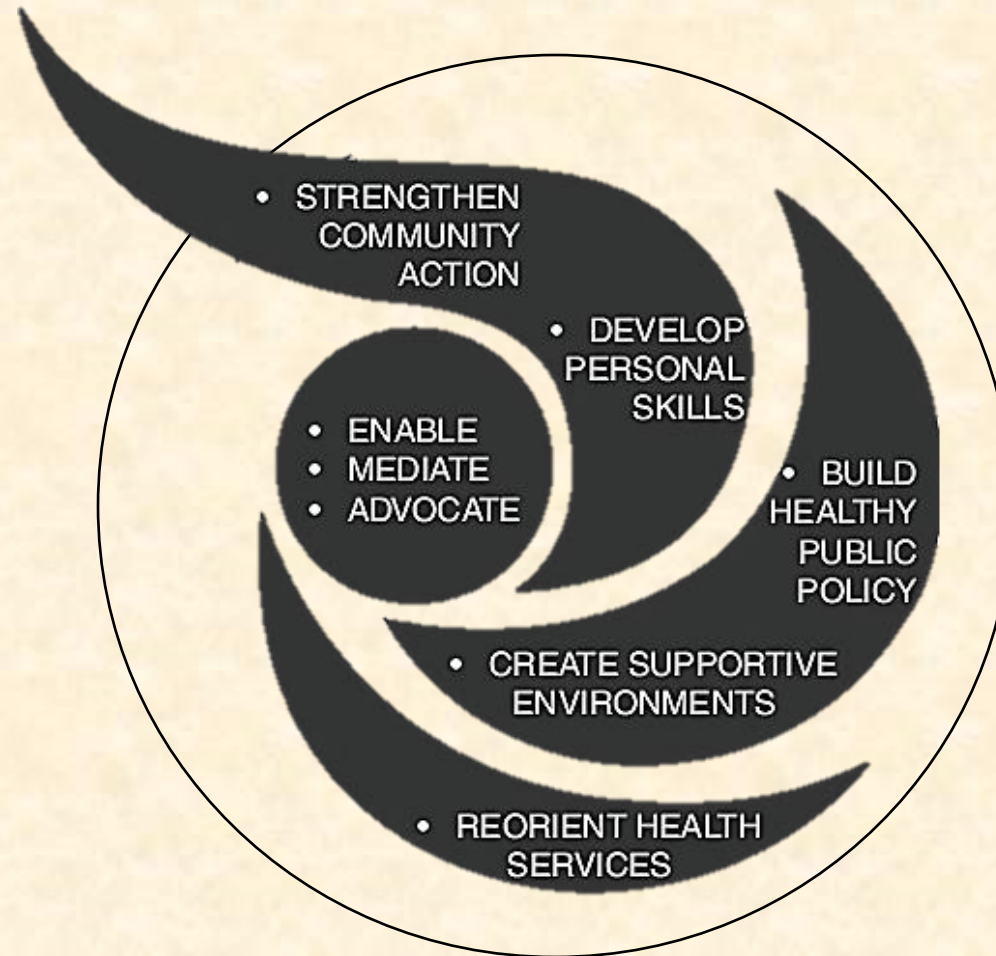 • STRENGTHEN
COMMUNITY
ACTION
• DEVELOP
PERSONAL
SKILLS
• ENABLE
• MEDIATE
• ADVOCATE
• BUILD
HEALTHY
PUBLIC
POLICY
• CREATE SUPPORTIVE
ENVIRONMENTS
• REORIENT HEALTH
SERVICES